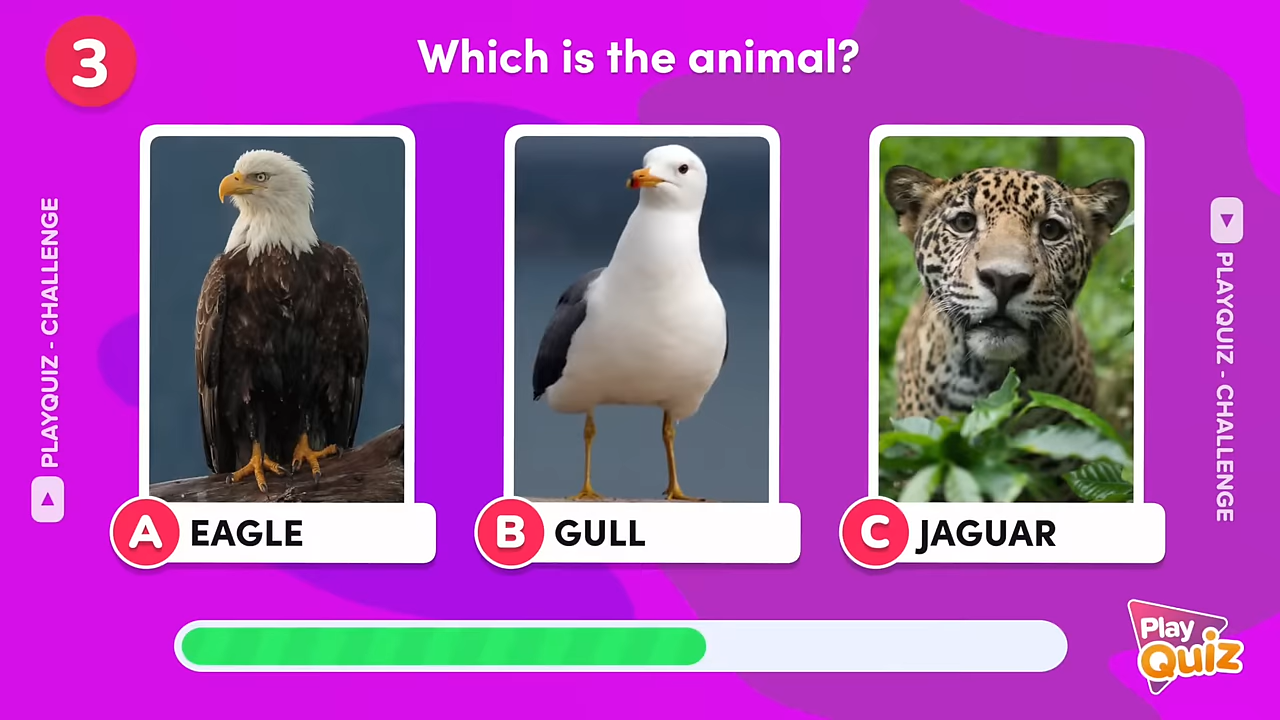 3
Which is the animal?
PLAYQUIZ - CHALLENGE
PLAYQUIZ - CHALLENGE
A EAGLE
B GULL
C JAGUAR
Play
Quiz